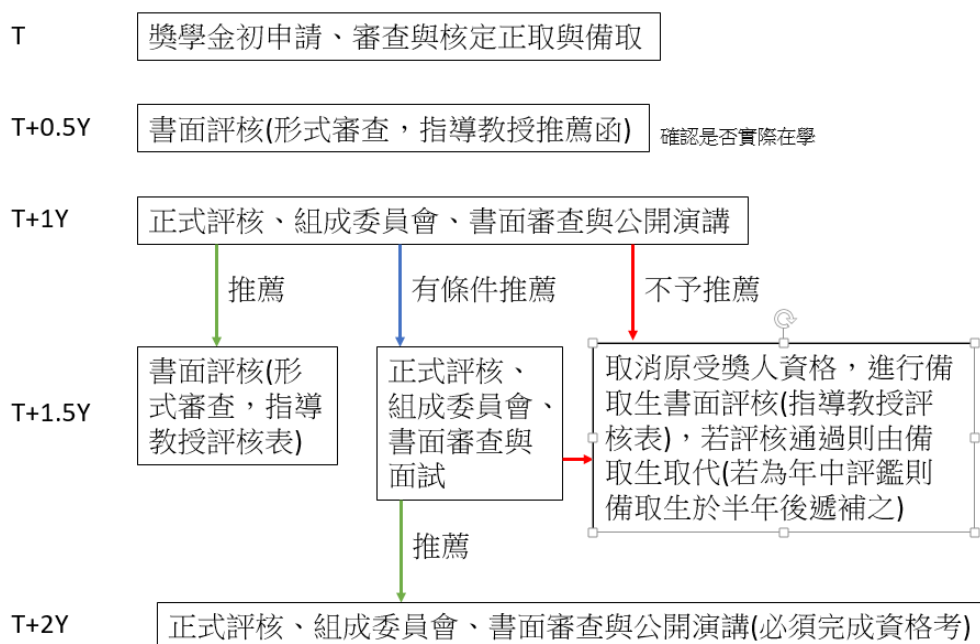 T
獎學金初申請、審查與核定正取與備取
T+0.5Y
書面評核(形式審查，指導教授推薦函)
確認是否實際在學
T+1Y
正式評核、組成委員會、書面審查與公開演講
推薦
有條件推薦
不予推薦
T+1.5Y
書面評核(形
式審查，指導
教授評核表)
正式評核、
組成委員會、
書面審查與
面試
取消原受獎人資格，進行備
取生書面評核(指導教授評
核表)，若評核通過則由備
取生取代(若為年中評鑑則
備取生於半年後遞補之)
推薦
T+2Y
正式評核、組成委員會、書面審查與公開演講(必須完成資格考)